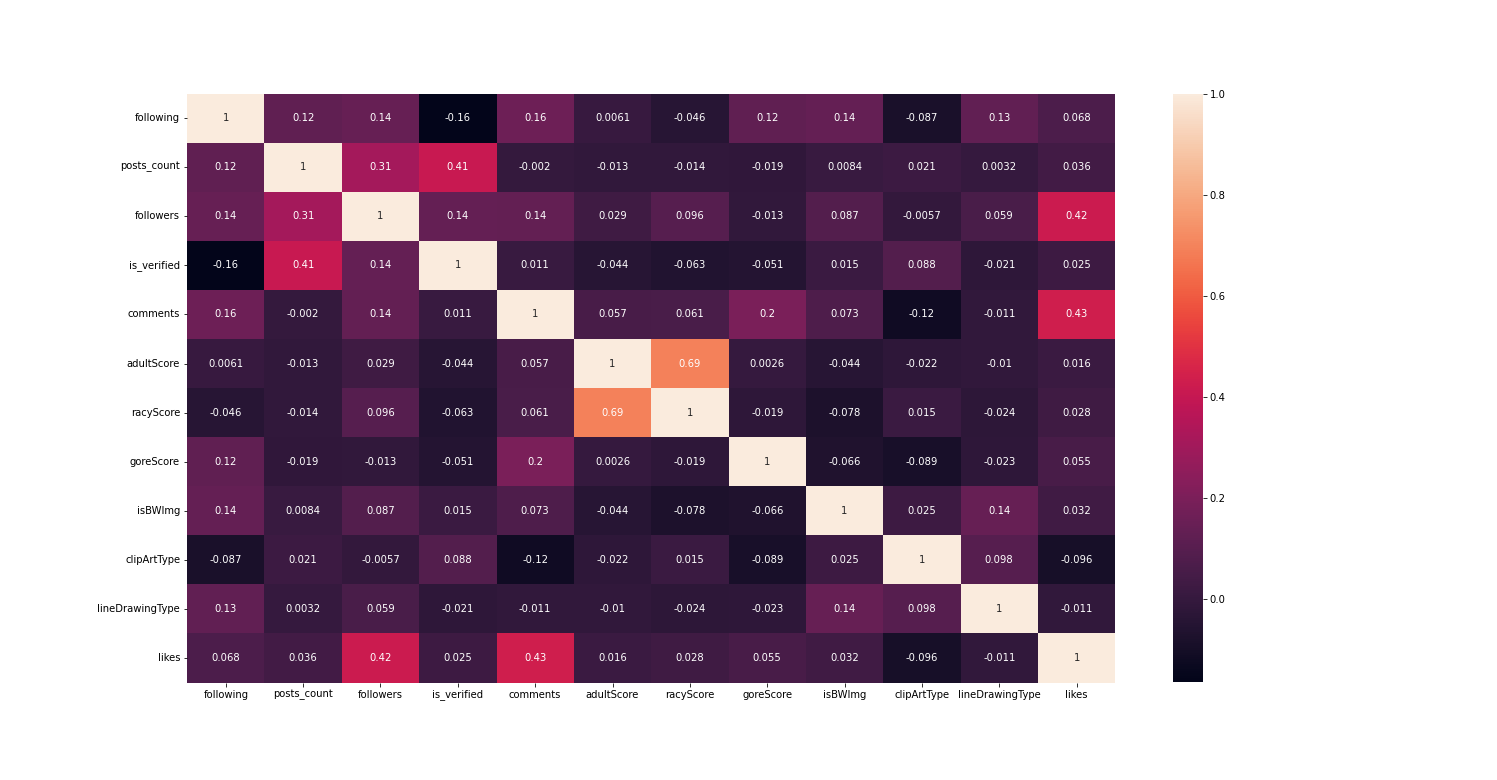 following 1 0.12 0.14 -0.16 0.16 0.0061 -0.046 0.12 0.14 -0.087 0.13 0.068
posts_count 0.12 1 0.31 0.41 -0.002 -0.013 -0.014 -0.019 0.0084 0.021 0.0032 0.036
followers 0.14 0.31 1 0.14 0.14 0.029 0.096 -0.013 0.087 -0.0057 0.059 0.42
is_verified -0.16 0.41 0.14 1 0.011 -0.044 -0.063 -0.051 0.015 0.088 -0.021 0.025
comments 0.16 -0.002 0.14 0.011 1 0.057 0.061 0.2 0.073 -0.12 -0.011 0.43
adultScore 0.0061 -0.013 0.029 -0.044 0.057 1 0.69 0.0026 -0.044 -0.022 -0.01 0.016
racyScore -0.046 -0.014 0.096 -0.063 0.061 0.69 1 -0.019 -0.078 0.015 -0.024 0.028
goreScore 0.12 -0.019 -0.013 -0.051 0.2 0.0026 -0.019 1 -0.066 -0.089 -0.023 0.055
isBWImg 0.14 0.0084 0.087 0.015 0.073 -0.044 -0.078 -0.066 1 0.025 0.14 0.032
clipArtType -0.087 0.021 -0.0057 0.088 -0.12 -0.022 0.015 -0.089 0.025 1 0.098 -0.096
lineDrawingType 0.13 0.0032 0.059 -0.021 -0.011 -0.01 -0.024 -0.023 0.14 0.098 1 -0.011
likes 0.068 0.036 0.42 0.025 0.43 0.016 0.028 0.055 0.032 -0.096 -0.011 1
following posts_count followers is_verified comments adultScore racyScore goreScore isBWImg clipArtType lineDrawingType likes
1.0
0.8
0.6
0.4
0.2
0.0